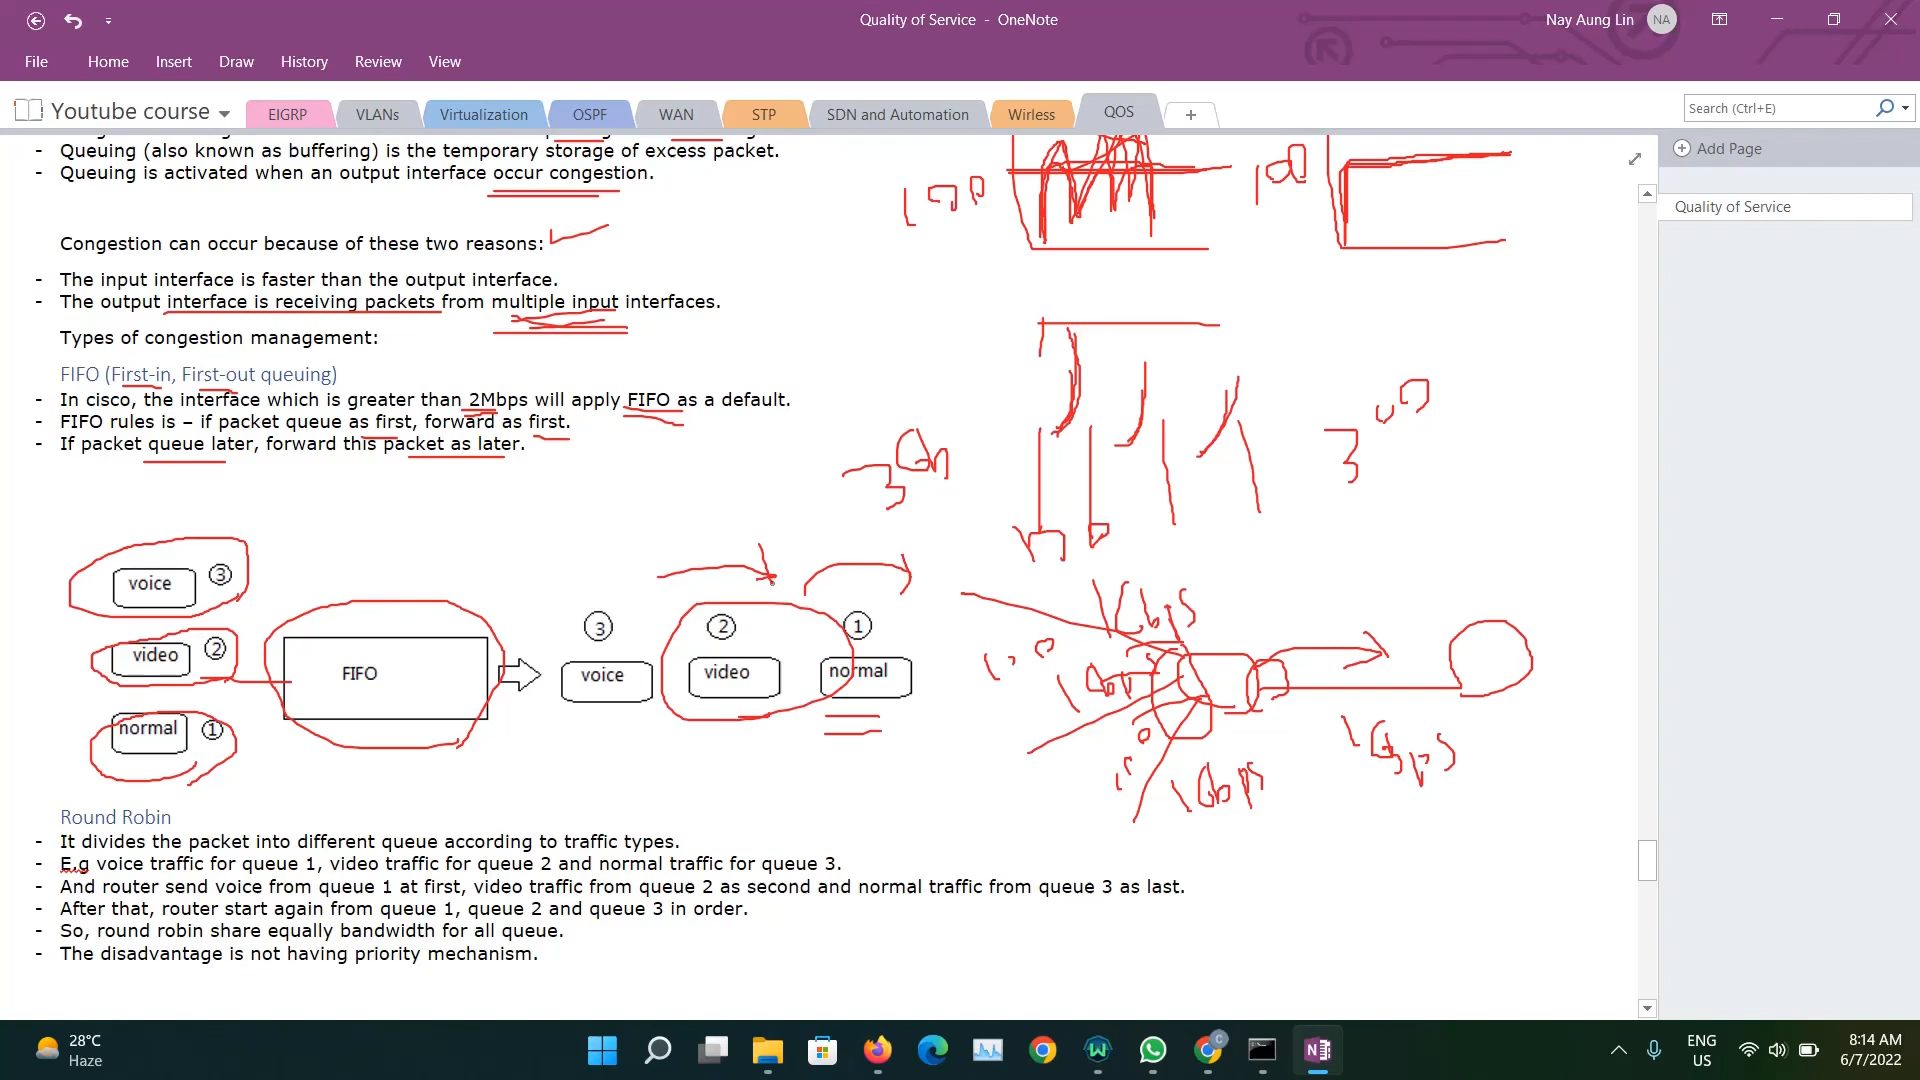 Quality of Service - OneNote
Nay Aung Lin
NA
File Home Insert Draw History Review View
Youtube course
EIGRP VLANs Virtualization OSPF WAN STP SDN and Automation Wirless QOS
Search (Ctrl+E)
Add Page
Quality of Service
- Queuing (also known as buffering) is the temporary storage of excess packet.
- Queuing is activated when an output interface occur congestion.
100
100
Congestion can occur because of these two reasons:
- The input interface is faster than the output interface.
- The output interface is receiving packets from multiple input interfaces.
Types of congestion management:
FIFO (First-in, First-out queuing)
- In cisco, the interface which is greater than 2Mbps will apply FIFO as a default.
- FIFO rules is – if packet queue as first, forward as first.
- If packet queue later, forward this packet as later.
voice 3
video 2
normal 1
FIFO
3 2 1
voice video normal
1Gbps
1Gbps
1Gbps
Round Robin
- It divides the packet into different queue according to traffic types.
- E.g voice traffic for queue 1, video traffic for queue 2 and normal traffic for queue 3.
- And router send voice from queue 1 at first, video traffic from queue 2 as second and normal traffic from queue 3 as last.
- After that, router start again from queue 1, queue 2 and queue 3 in order.
- So, round robin share equally bandwidth for all queue.
- The disadvantage is not having priority mechanism.
28°C
Haze
ENG
US
8:14 AM
6/7/2022